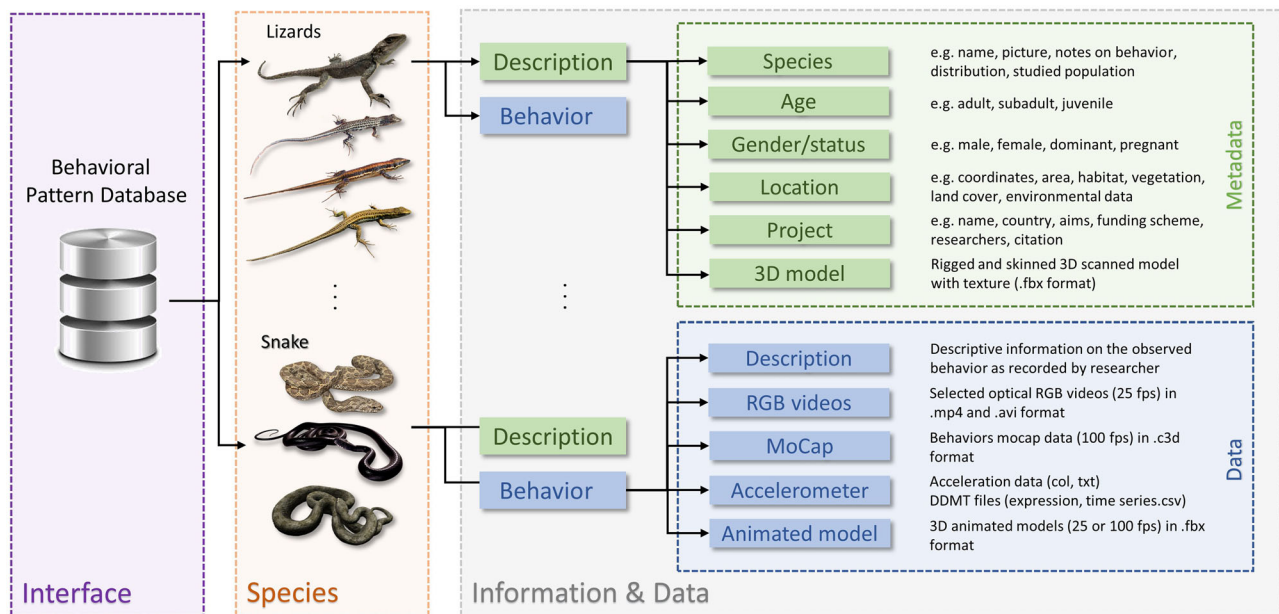 Behavioral
Pattern Database
Interface
Lizards
Snake
Species
Description
Behavior
Description
Behavior
Species
e.g. name, picture, notes on behavior,
distribution, studied population
Age
e.g. adult, subadult, juvenile
Gender/status
e.g. male, female, dominant, pregnant
Location
e.g. coordinates, area, habitat, vegetation,
land cover, environmental data
Project
e.g. name, country, aims, funding scheme,
researchers, citation
3D model
Rigged and skinned 3D scanned model
with texture (.fbx format)
Metadata
Description
Descriptive information on the observed
behavior as recorded by researcher
RGB videos
Selected optical RGB videos (25 fps) in
.mp4 and .avi format
MoCap
Behaviors mocap data (100 fps) in .c3d
format
Accelerometer
Acceleration data (col, txt)
DDMT files (expression, time series.csv)
Animated model
3D animated models (25 or 100 fps) in .fbx
format
Data
Information & Data